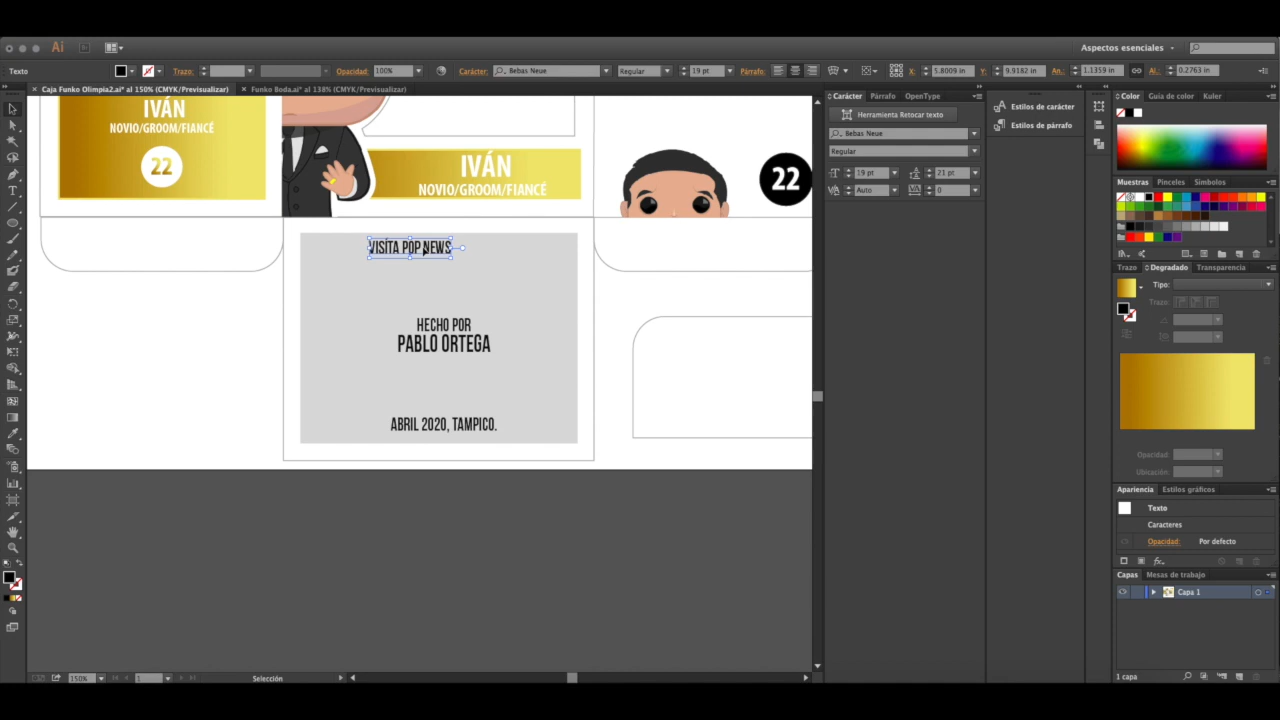 Ai
Br
Aspectos esenciales
Texto
Trazo:
Opacidad: 100%
Carácter: Bebas Neue Regular 19 pt
Párrafo:
X: 5.8009 in Y: 9.9182 in An.: 1.1359 in Al.: 0.2763 in
Caja Funko Olimpia2.ai* al 150% (CMYK/Previsualizar)
Funko Boda.ai* al 138% (CMYK/Previsualizar)
IVÁN
NOVIO/GROOM/FIANCÉ
22
IVÁN
NOVIO/GROOM/FIANCÉ
22
VISÍTA POP NEWS
HECHO POR
PABLO ORTEGA
ABRIL 2020, TAMPICO.
Carácter Párrafo OpenType
Herramienta Retocar texto
Bebas Neue
Regular
19 pt 21 pt
Auto 0
Estilos de carácter
Estilos de párrafo
Color Guía de color Kuler
Muestras Pinceles Símbolos
Trazo Degradado Transparencia
Tipo:
Trazo:
Opacidad:
Ubicación:
Apariencia Estilos gráficos
Texto
Caracteres
Opacidad: Por defecto
fx
Capas Mesas de trabajo
Capa 1
1 capa
150% 1 Selección